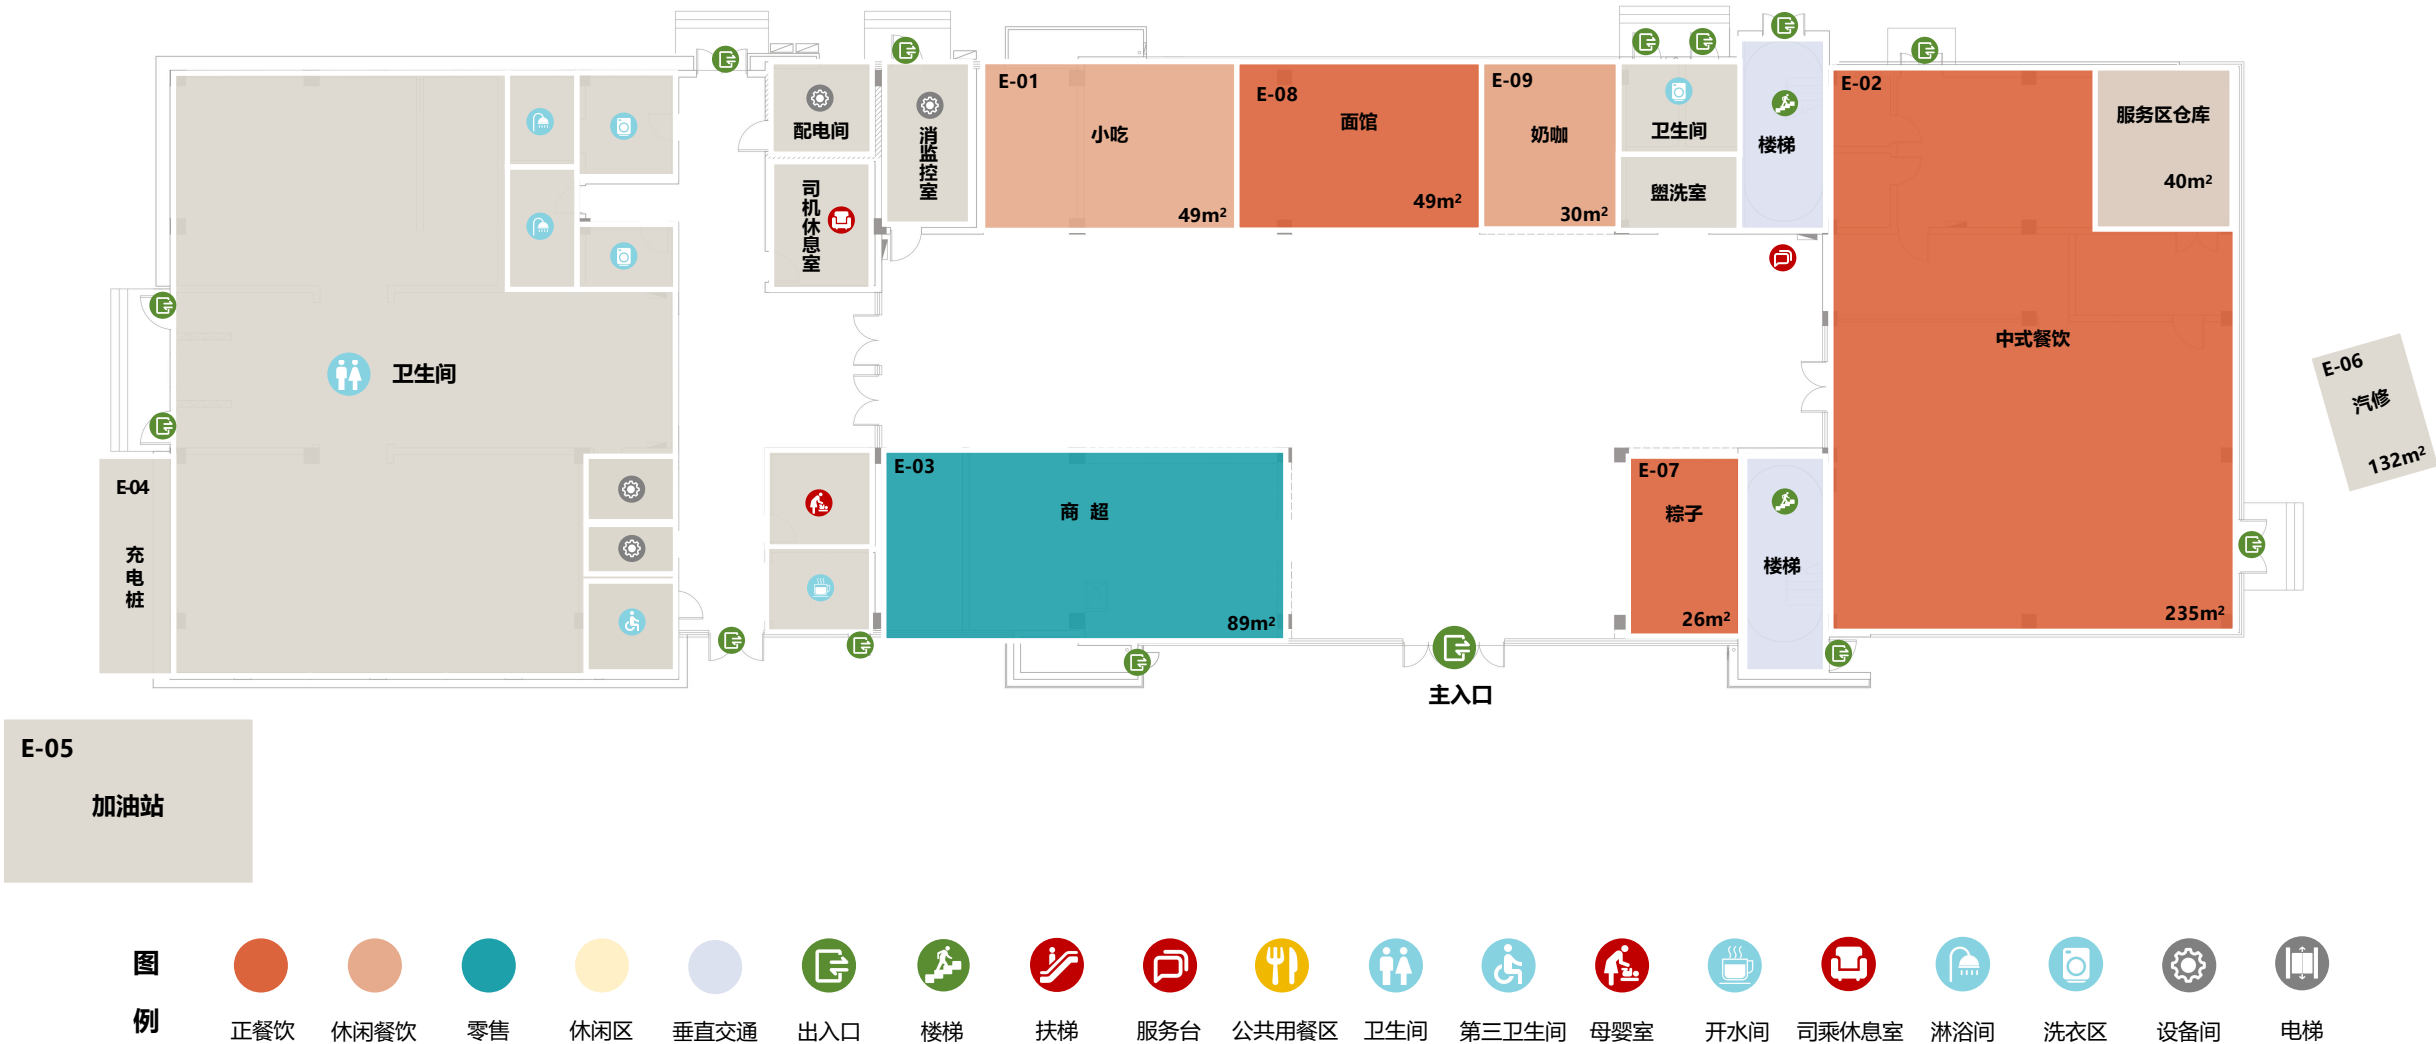 E-01
小吃
49m²
E-08
面馆
49m²
E-09
奶咖
30m²
配电间
消监控室
司机休息室
卫生间
盥洗室
楼梯
E-02
服务区仓库
40m²
中式餐饮
235m²
E-06
汽修
132m²
卫生间
E-04
充电桩
E-03
商 超
89m²
E-07
粽子
26m²
楼梯
主入口
E-05
加油站
图例
正餐饮
休闲餐饮
零售
休闲区
垂直交通
出入口
楼梯
扶梯
服务台
公共用餐区
卫生间
第三卫生间
母婴室
开水间
司乘休息室
淋浴间
洗衣区
设备间
电梯